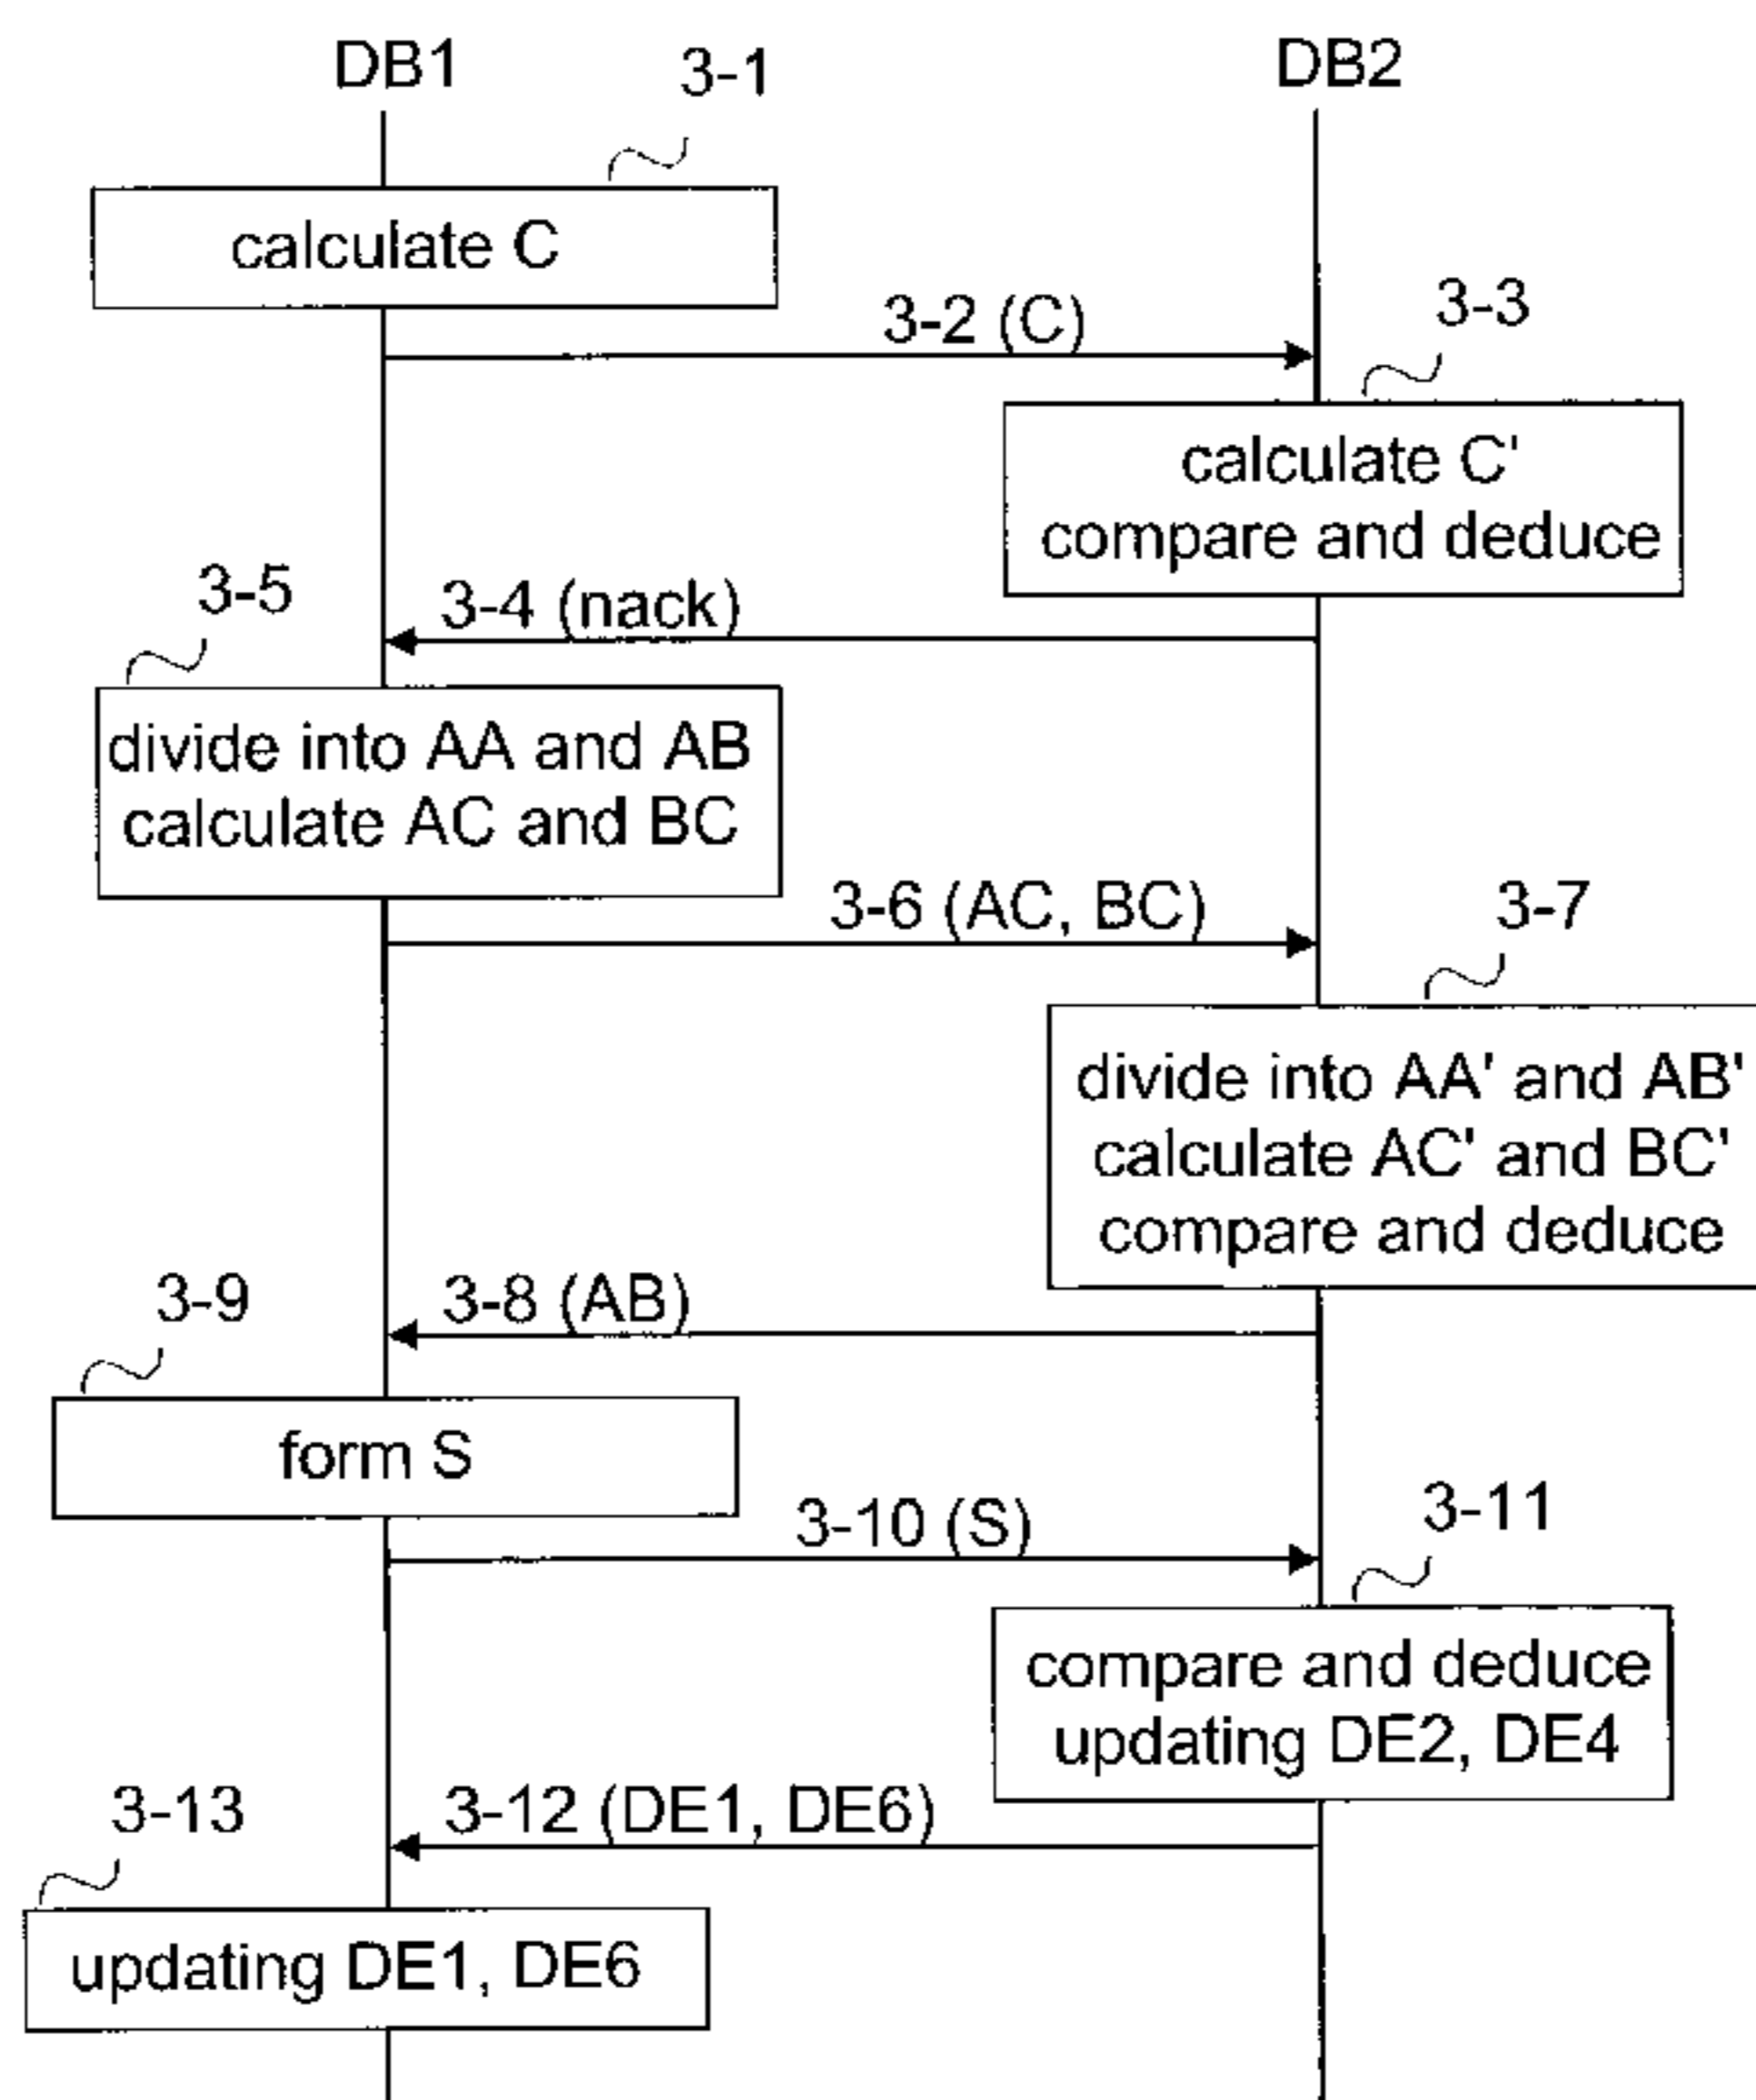 DB1
3-1
DB2
calculate C
3-2 (C)
3-3
calculate C'
compare and deduce
3-5
3-4 (nack)
divide into AA and AB
calculate AC and BC
3-6 (AC, BC)
3-7
divide into AA' and AB'
calculate AC' and BC'
compare and deduce
3-9
3-8 (AB)
form S
3-10 (S)
3-11
compare and deduce
updating DE2, DE4
3-13
3-12 (DE1, DE6)
updating DE1, DE6